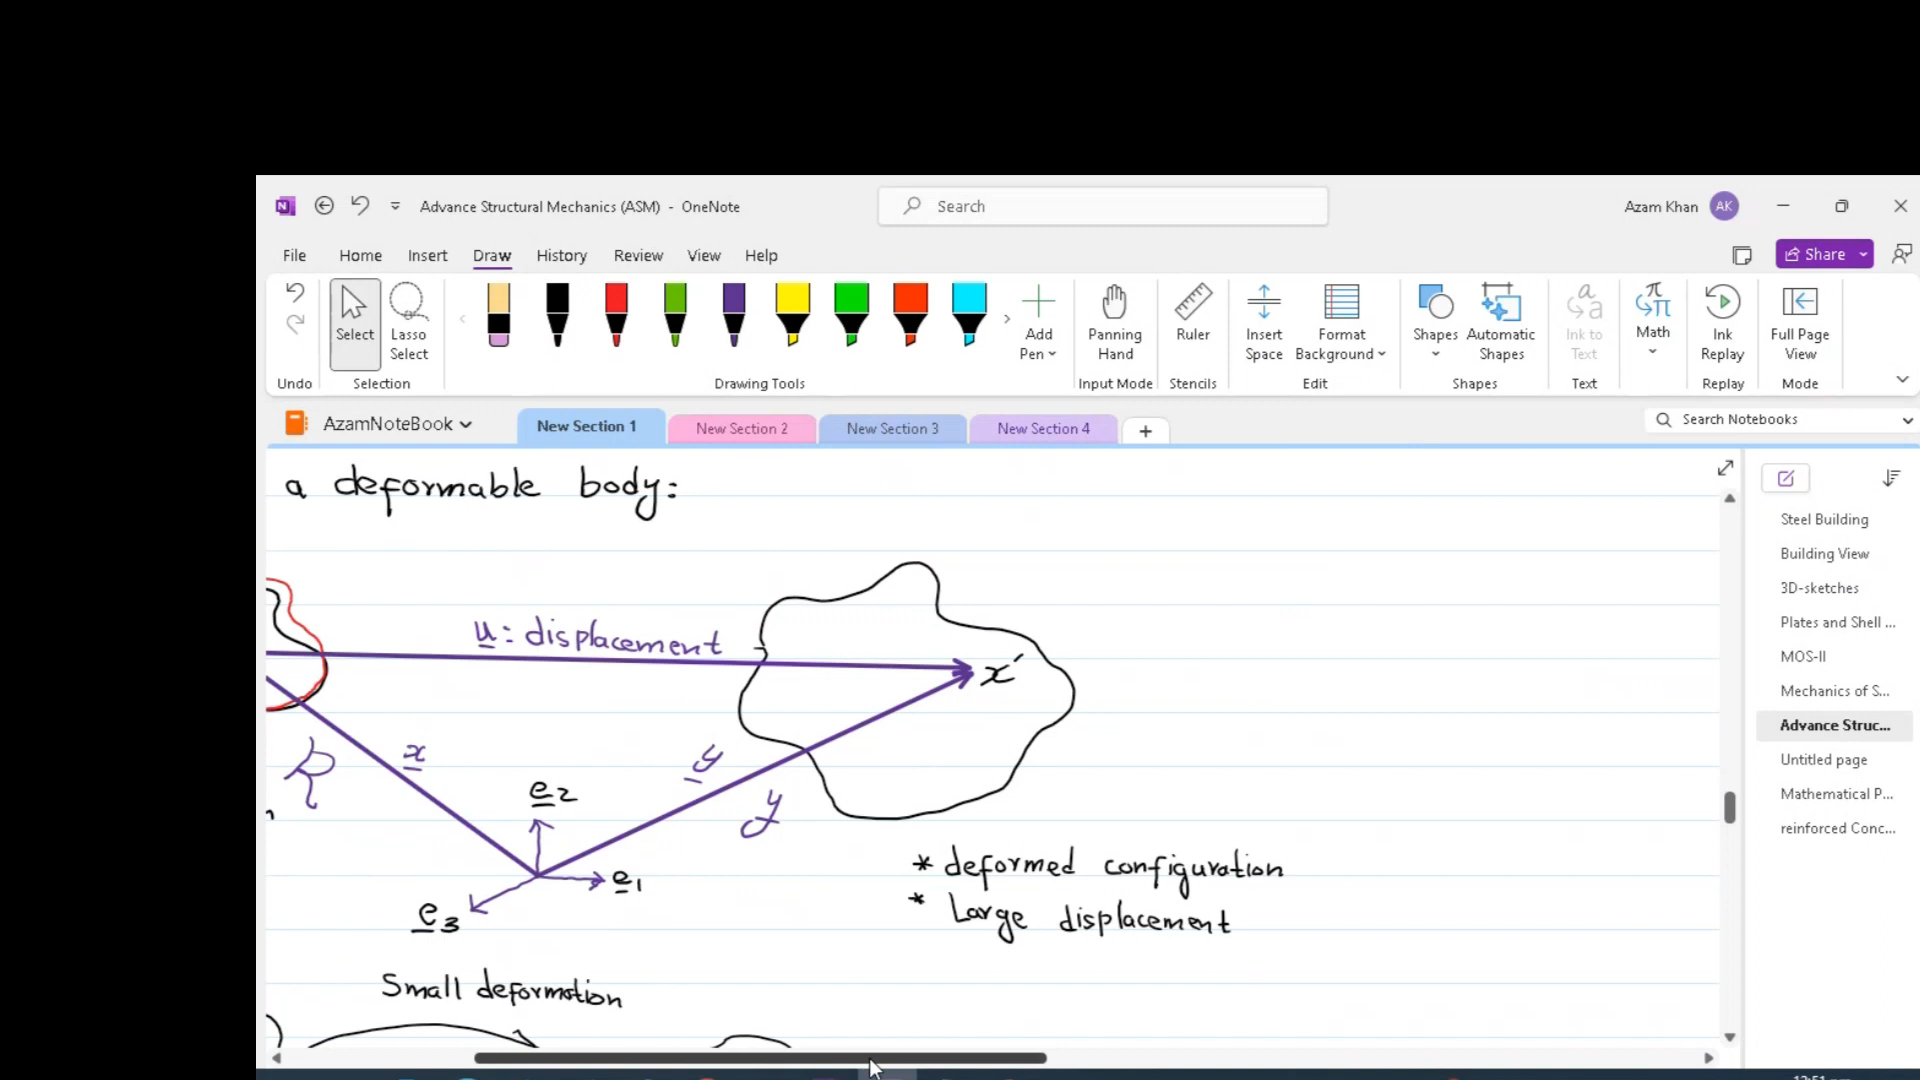 Advance Structural Mechanics (ASM) - OneNote
Search
Azam Khan AK
File Home Insert Draw History Review View Help
Share
Select
Lasso Select
Add Pen
Panning Hand
Ruler
Insert Space
Format Background
Shapes
Automatic Shapes
Ink to Text
Math
Ink Replay
Full Page View
Undo Selection Drawing Tools Input Mode Stencils Edit Shapes Text Replay Mode
AzamNoteBook
New Section 1 New Section 2 New Section 3 New Section 4 +
Search Notebooks
a deformable body:
u: displacement
x'
R
x
y
y
e2
e1
e3
* deformed configuration
* Large displacement
Small deformation
Steel Building
Building View
3D-sketches
Plates and Shell ...
MOS-II
Mechanics of S...
Advance Struc...
Untitled page
Mathematical P...
reinforced Conc...